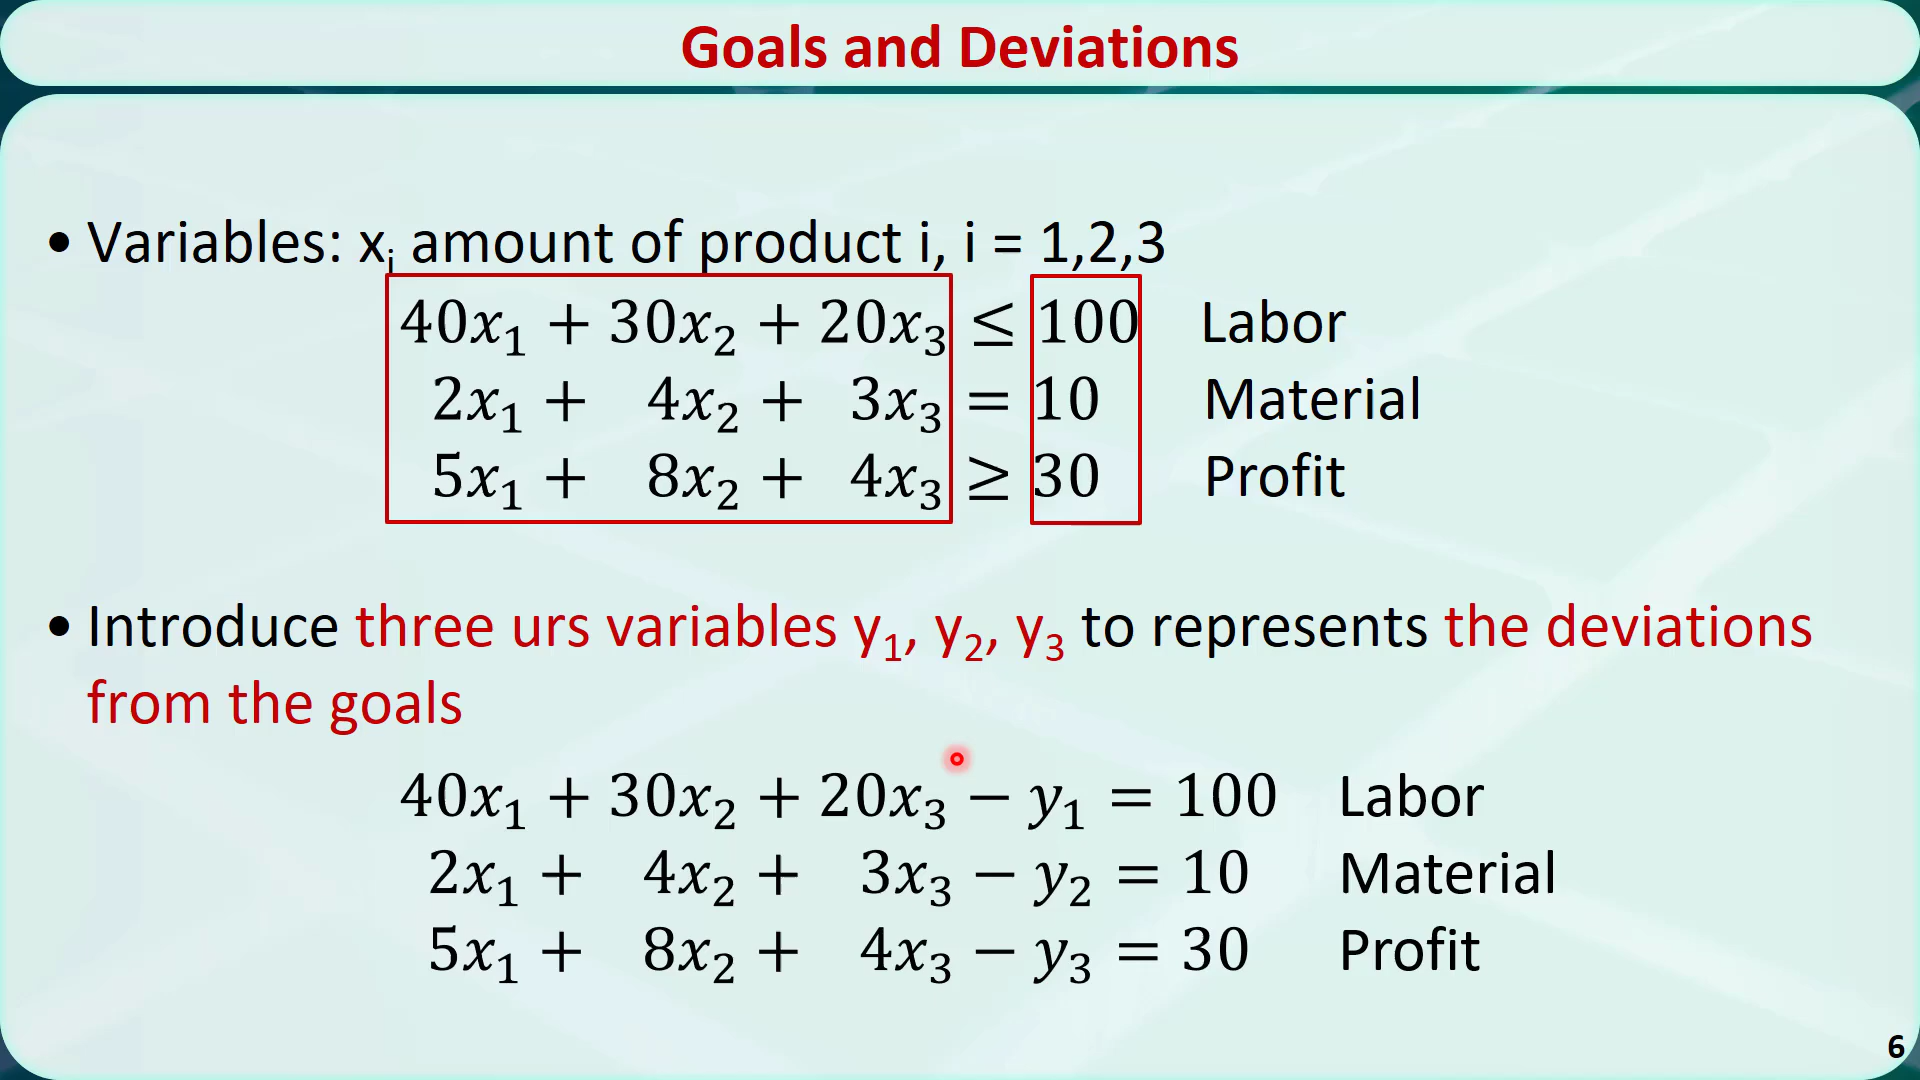 Goals and Deviations
• Variables: xᵢ amount of product i, i = 1,2,3
40x₁ + 30x₂ + 20x₃ ≤ 100 Labor
2x₁ + 4x₂ + 3x₃ = 10 Material
5x₁ + 8x₂ + 4x₃ ≥ 30 Profit
• Introduce three urs variables y₁, y₂, y₃ to represents the deviations
from the goals
40x₁ + 30x₂ + 20x₃ − y₁ = 100 Labor
2x₁ + 4x₂ + 3x₃ − y₂ = 10 Material
5x₁ + 8x₂ + 4x₃ − y₃ = 30 Profit
6